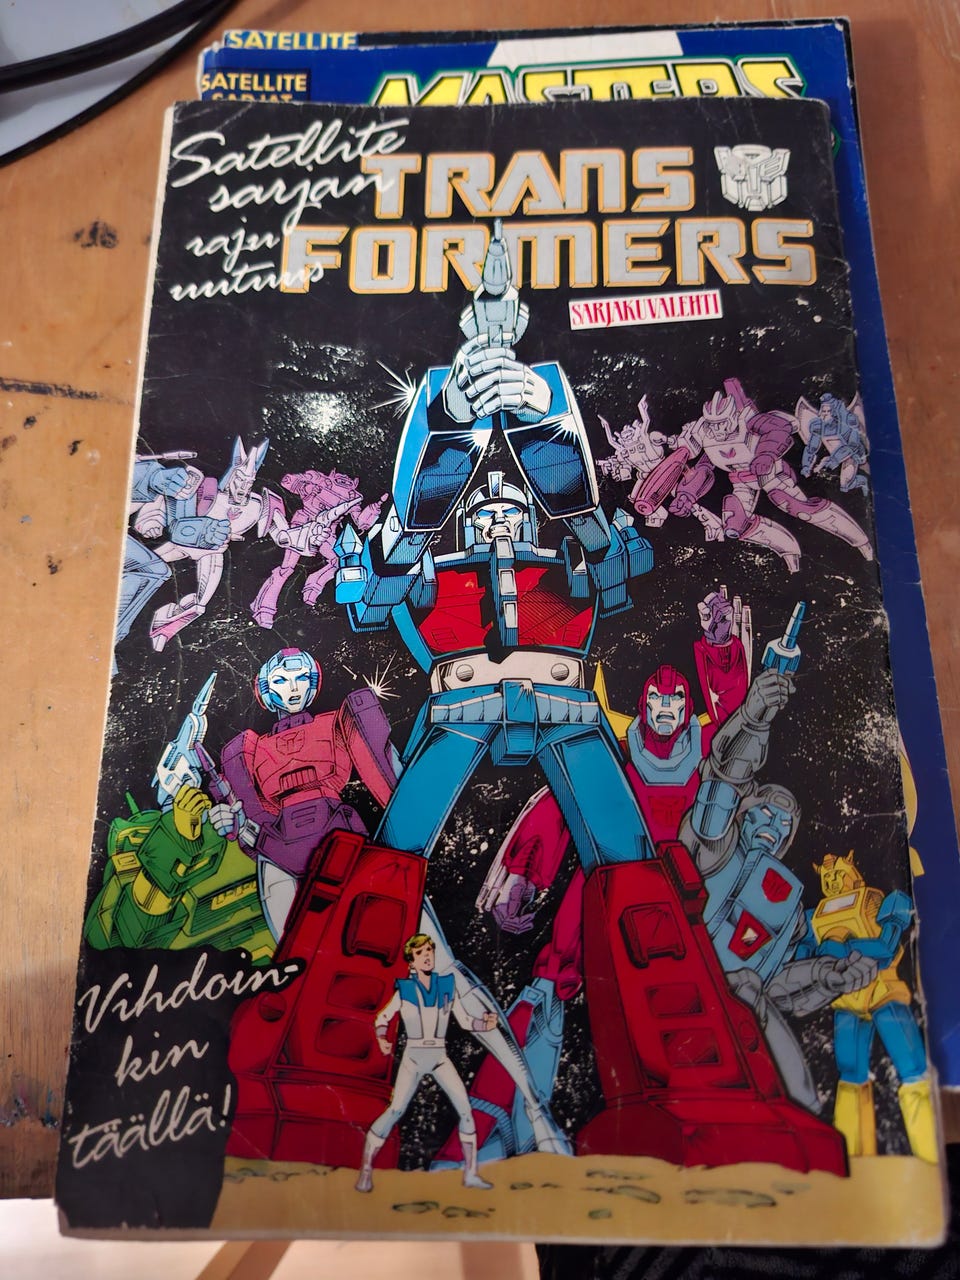 SATELLITE
SATELLITE
SARJAT
MASTERS
Satellite
sarjan
raju
uutuus
TRANS
FORMERS
SARJAKUVALEHTI
Vihdoin-
kin
täällä!